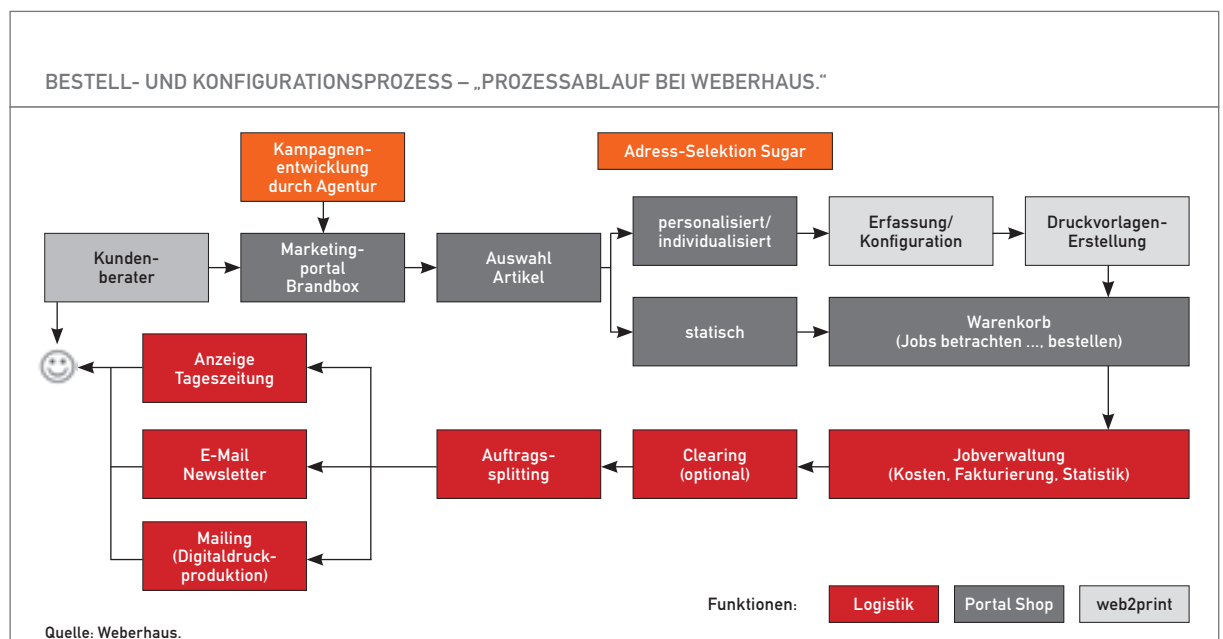 BESTELL- UND KONFIGURATIONSPROZESS – „PROZESSABLAUF BEI WEBERHAUS.“
Kampagnen-
entwicklung
durch Agentur
Adress-Selektion Sugar
Kunden-
berater
Marketing-
portal
Brandbox
Auswahl
Artikel
personalisiert/
individualisiert
Erfassung/
Konfiguration
Druckvorlagen-
Erstellung
statisch
Warenkorb
(Jobs betrachten ..., bestellen)
Anzeige
Tageszeitung
E-Mail
Newsletter
Auftrags-
splitting
Clearing
(optional)
Jobverwaltung
(Kosten, Fakturierung, Statistik)
Mailing
(Digitaldruck-
produktion)
Funktionen:
Logistik
Portal Shop
web2print
Quelle: Weberhaus.